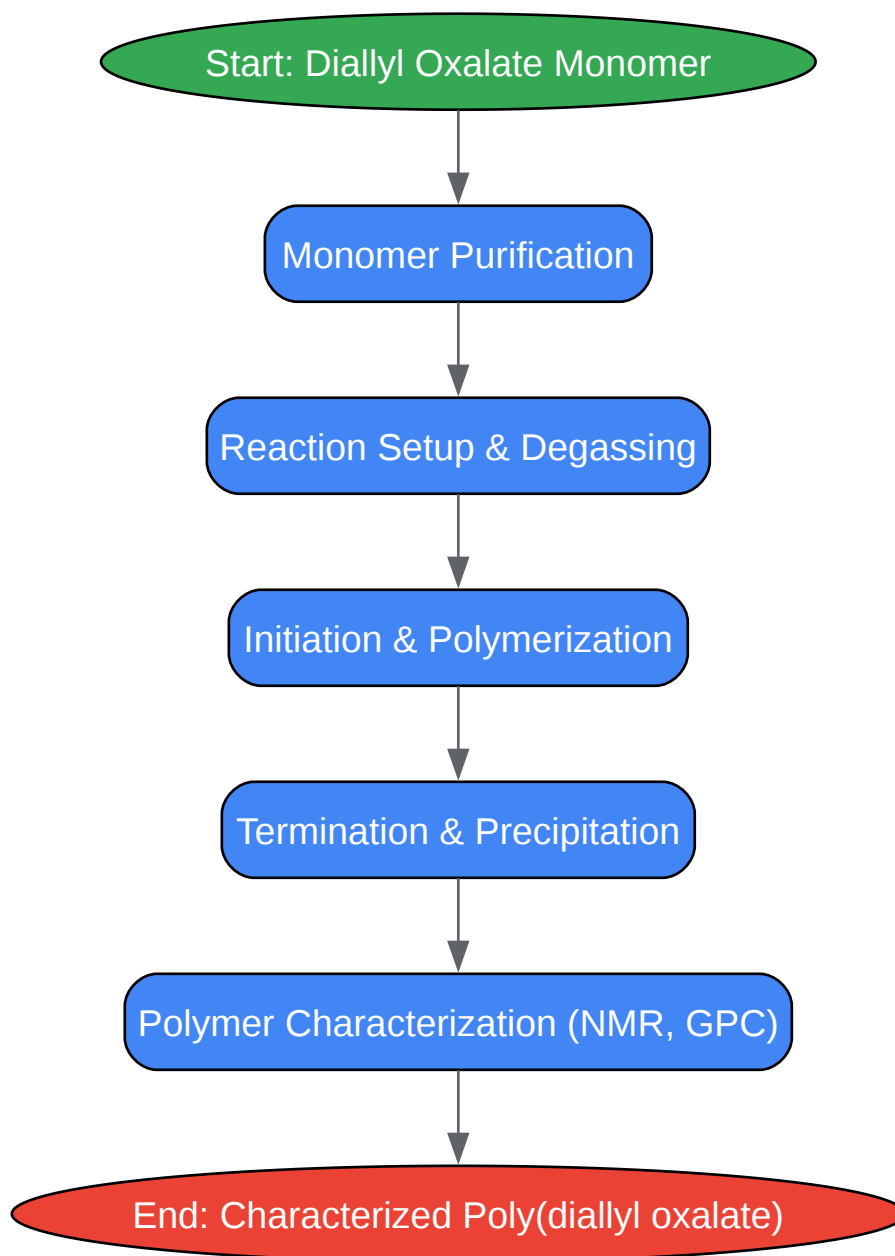 Start: Diallyl Oxalate Monomer
Monomer Purification
Reaction Setup & Degassing
Initiation & Polymerization
Termination & Precipitation
Polymer Characterization (NMR, GPC)
End: Characterized Poly(diallyl oxalate)